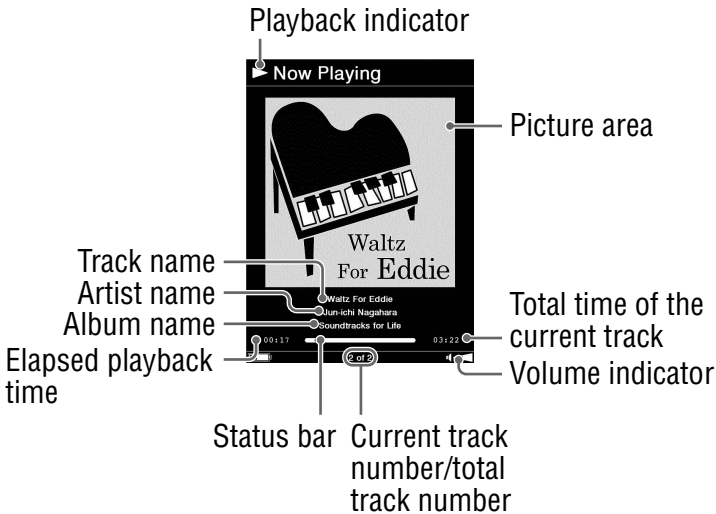 Playback indicator
Now Playing
Picture area
Waltz
For Eddie
Track name
Waltz For Eddie
Artist name
Jun-ichi Nagahara
Album name
Soundtracks for Life
Total time of the
current track
Elapsed playback
time
00:17
03:22
2 of 2
Volume indicator
Status bar
Current track
number/total
track number